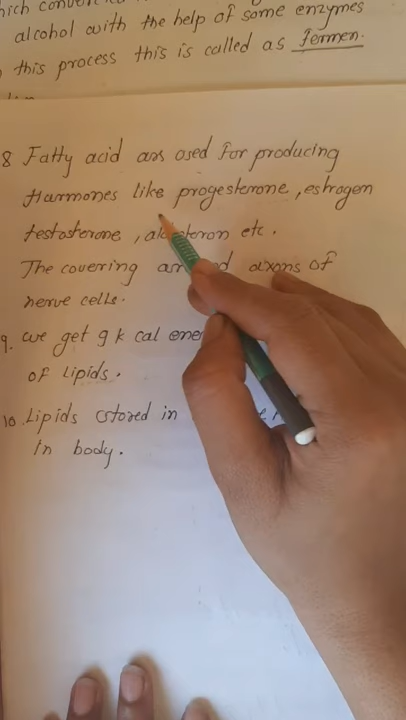 alcohol with the help of some enzymes
this process this is called as fermen.
8 Fatty acid are used for producing
Harmones like progesterone, estrogen
testosterone, etc.
The covering axons of
nerve cells.
9. we get 9 k cal
of lipids.
10. Lipids stored in
In body.